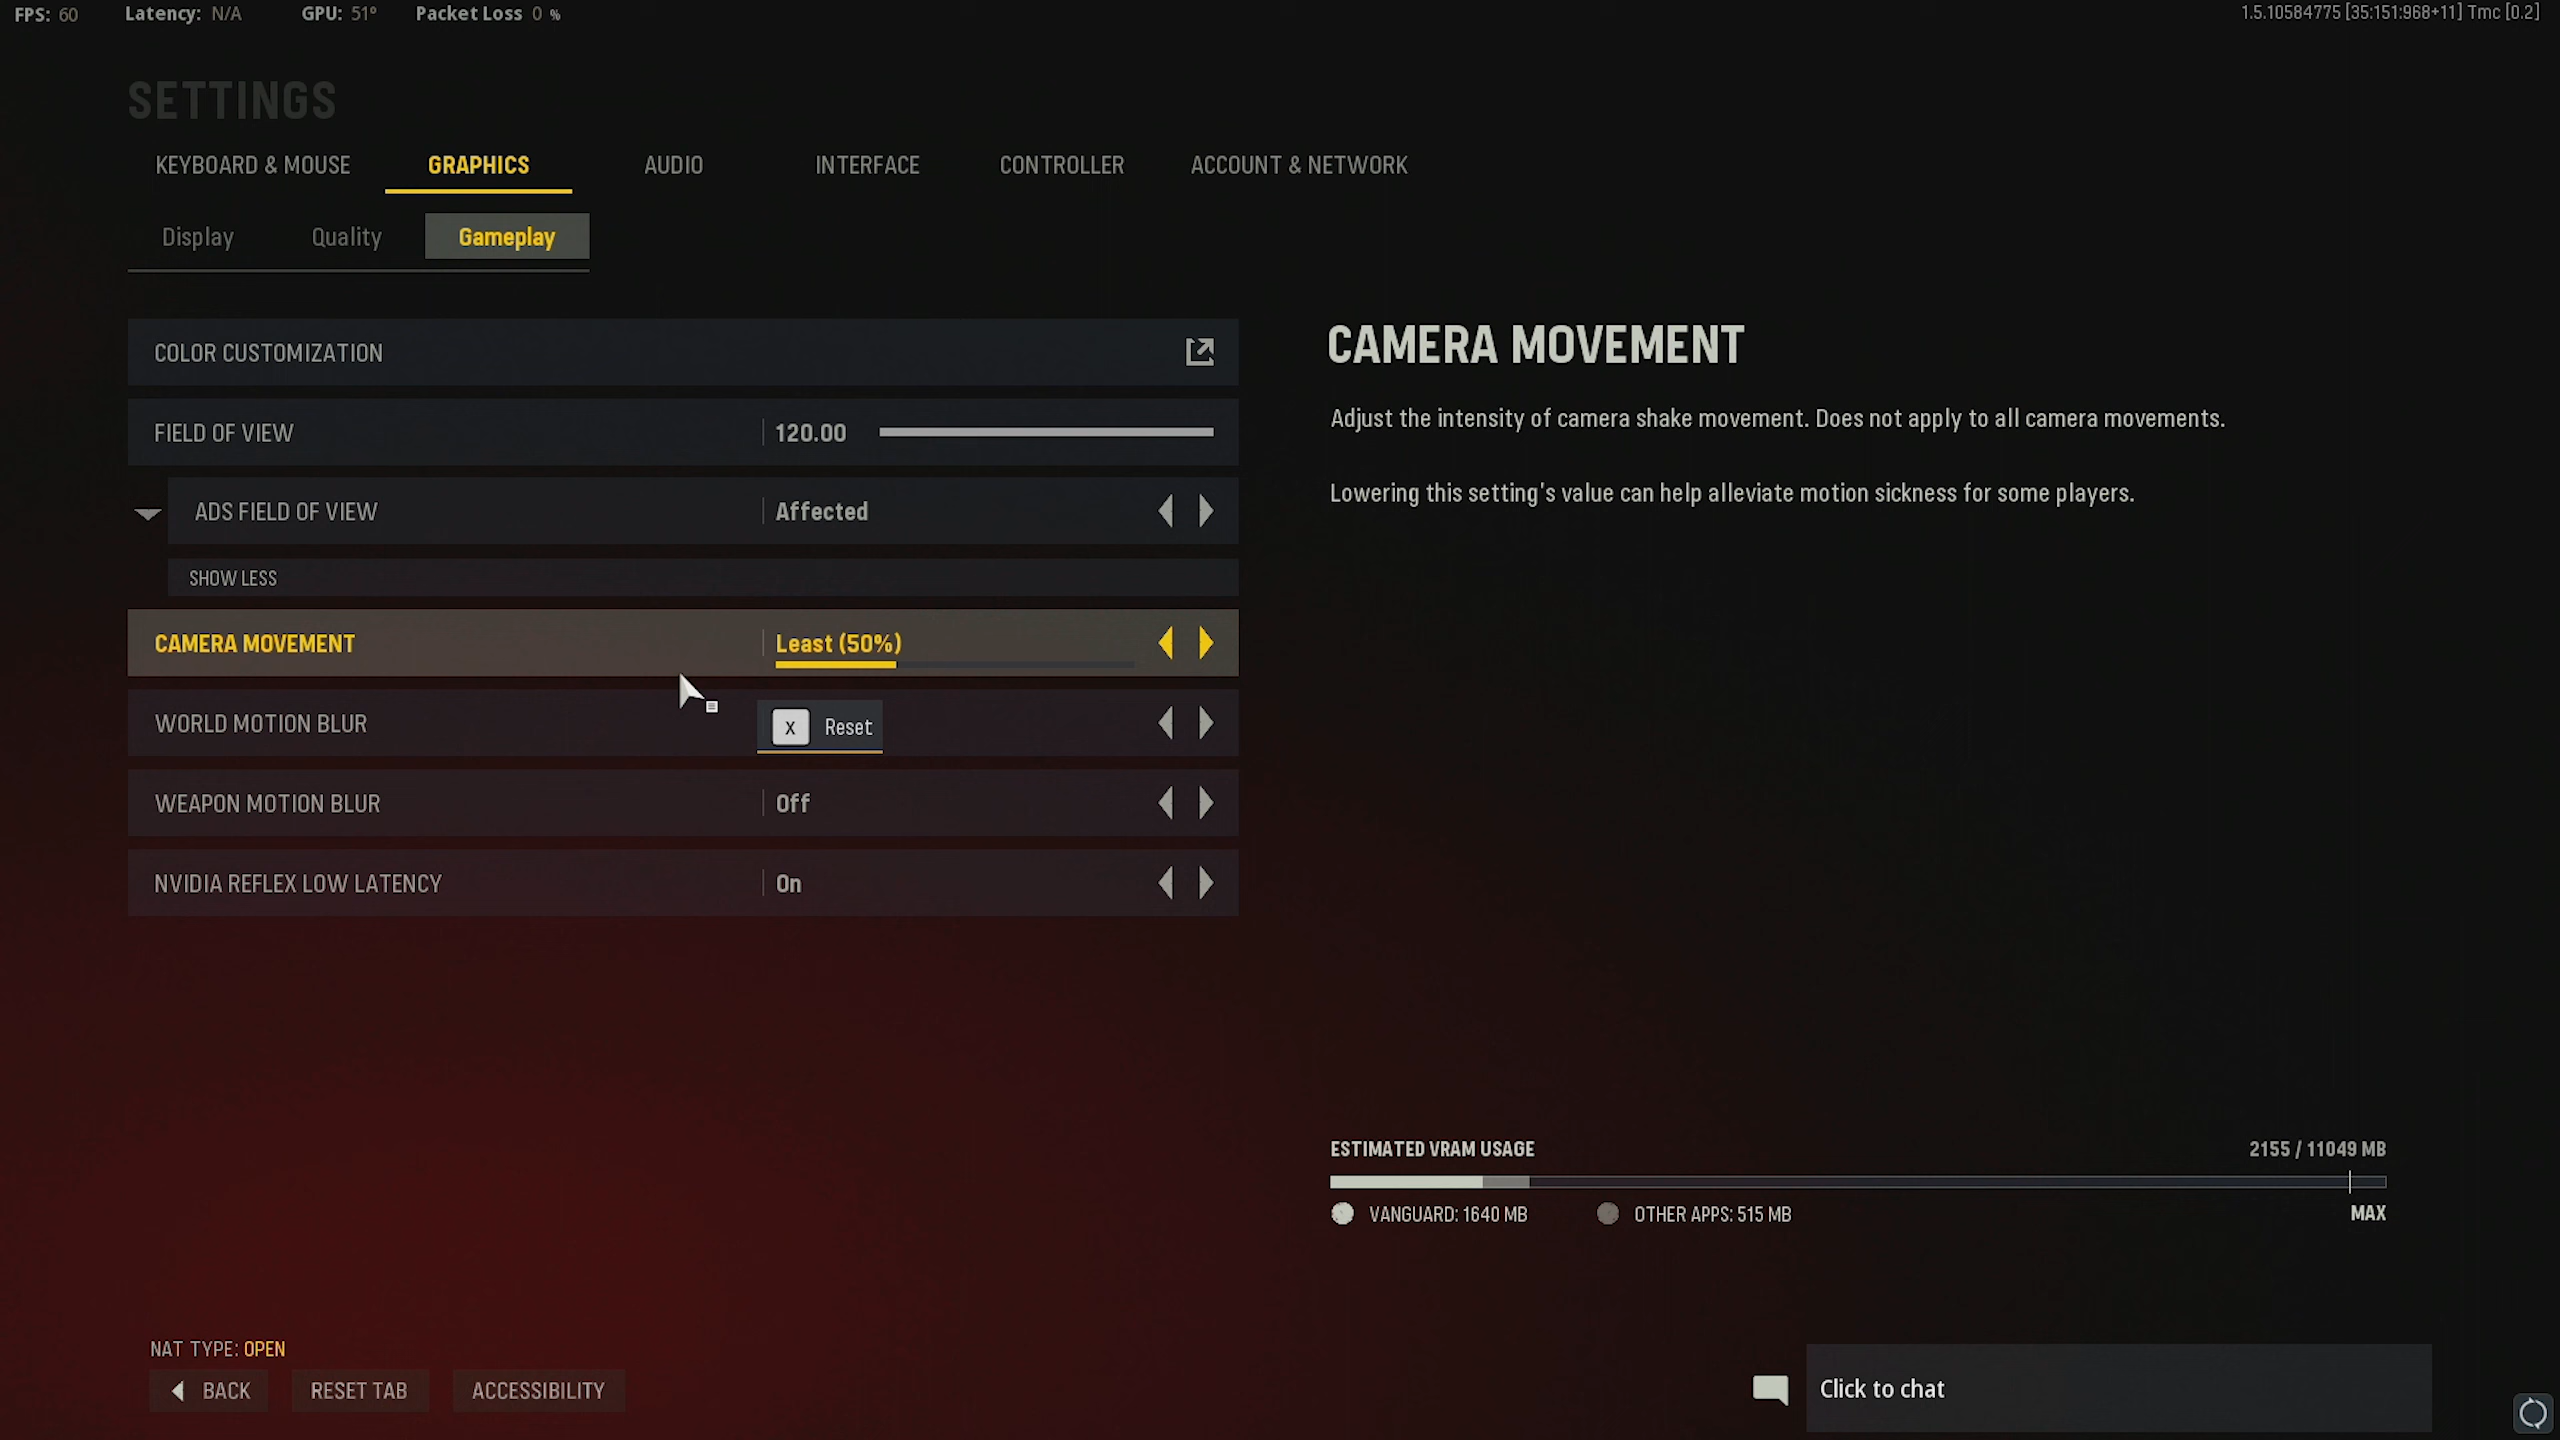 FPS: 60 Latency: N/A GPU: 51° Packet Loss 0 %
1.5.10584775 [35:151:968+11] Tmc [0.2]
SETTINGS
KEYBOARD & MOUSE GRAPHICS AUDIO INTERFACE CONTROLLER ACCOUNT & NETWORK
Display Quality Gameplay
COLOR CUSTOMIZATION
FIELD OF VIEW 120.00
ADS FIELD OF VIEW Affected
SHOW LESS
CAMERA MOVEMENT Least (50%)
WORLD MOTION BLUR X Reset
WEAPON MOTION BLUR Off
NVIDIA REFLEX LOW LATENCY On
CAMERA MOVEMENT
Adjust the intensity of camera shake movement. Does not apply to all camera movements.
Lowering this setting's value can help alleviate motion sickness for some players.
ESTIMATED VRAM USAGE 2155 / 11049 MB
VANGUARD: 1640 MB OTHER APPS: 515 MB MAX
NAT TYPE: OPEN
BACK RESET TAB ACCESSIBILITY
Click to chat